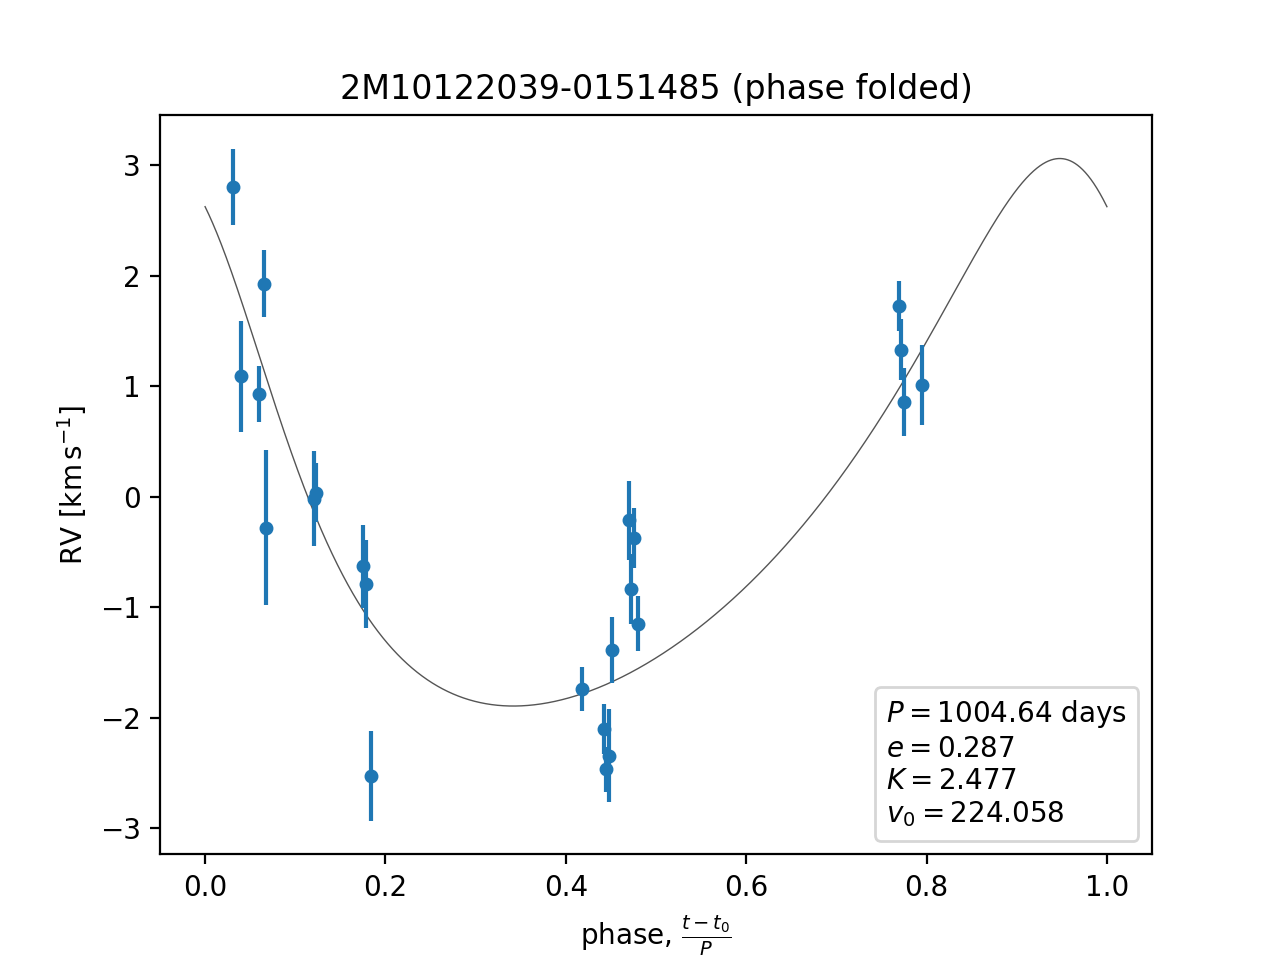 2M10122039-0151485 (phase folded)
3
2
1
0
−1
−2
−3
RV [km s⁻¹]
P = 1004.64 days
e = 0.287
K = 2.477
v₀ = 224.058
0.0 0.2 0.4 0.6 0.8 1.0
phase, (t − t₀)/P